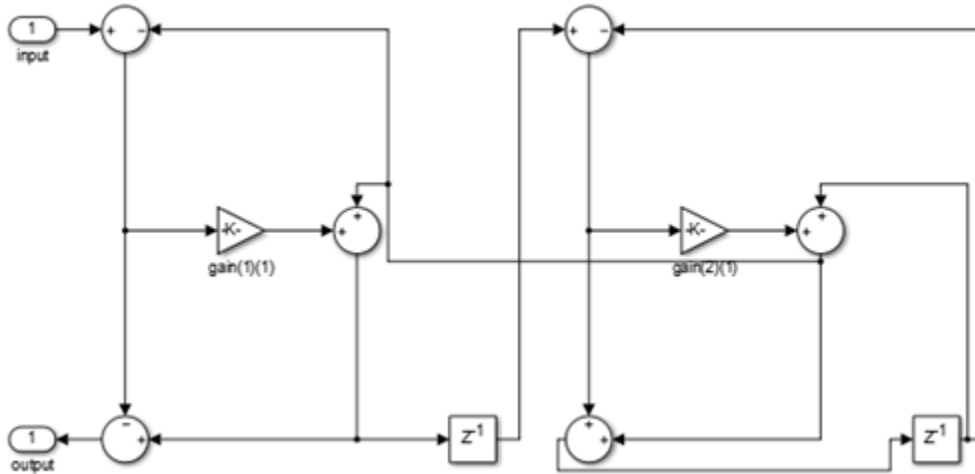 1
+ -
+ -
input
+
+
+ -K-
+ -K-
gain(1)(1)
gain(2)(1)
-
+
+
+
1
Z-1
Z-1
output